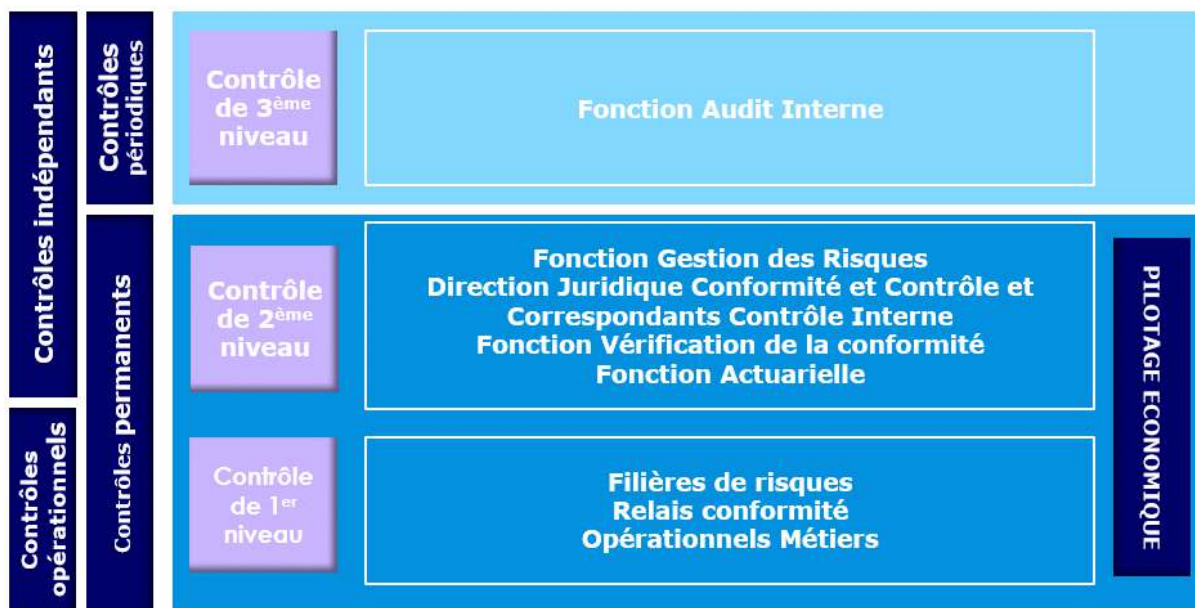 Contrôles indépendants
Contrôles
périodiques
Contrôle
de 3ème
niveau
Fonction Audit Interne
Contrôles permanents
Contrôle
de 2ème
niveau
Fonction Gestion des Risques
Direction Juridique Conformité et Contrôle et
Correspondants Contrôle Interne
Fonction Vérification de la conformité
Fonction Actuarielle
PILOTAGE ECONOMIQUE
Contrôles
opérationnels
Contrôle
de 1er
niveau
Filières de risques
Relais conformité
Opérationnels Métiers